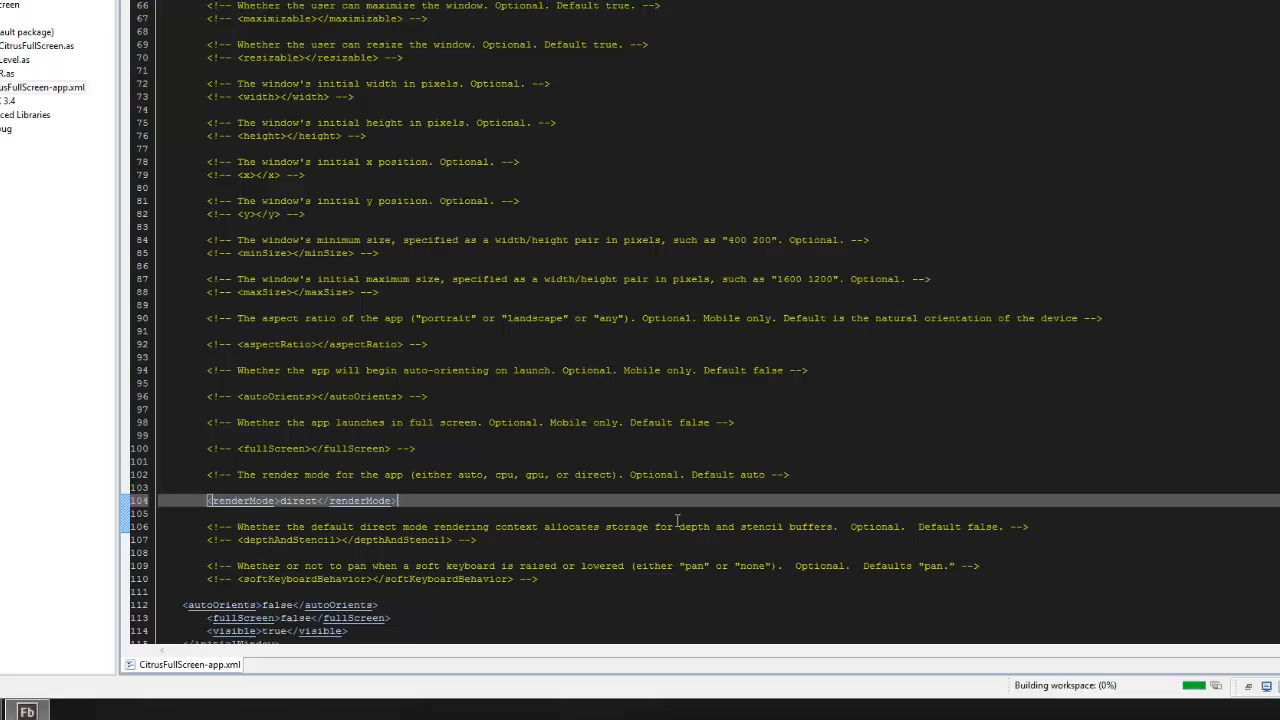 creen
ault package)
CitrusFullScreen.as
Level.as
R.as
usFullScreen-app.xml
3.4
ced Libraries
ug
66 <!-- Whether the user can maximize the window. Optional. Default true. -->
67 <!-- <maximizable></maximizable> -->
68
69 <!-- Whether the user can resize the window. Optional. Default true. -->
70 <!-- <resizable></resizable> -->
71
72 <!-- The window's initial width in pixels. Optional. -->
73 <!-- <width></width> -->
74
75 <!-- The window's initial height in pixels. Optional. -->
76 <!-- <height></height> -->
77
78 <!-- The window's initial x position. Optional. -->
79 <!-- <x></x> -->
80
81 <!-- The window's initial y position. Optional. -->
82 <!-- <y></y> -->
83
84 <!-- The window's minimum size, specified as a width/height pair in pixels, such as "400 200". Optional. -->
85 <!-- <minSize></minSize> -->
86
87 <!-- The window's initial maximum size, specified as a width/height pair in pixels, such as "1600 1200". Optional. -->
88 <!-- <maxSize></maxSize> -->
89
90 <!-- The aspect ratio of the app ("portrait" or "landscape" or "any"). Optional. Mobile only. Default is the natural orientation of the device -->
91
92 <!-- <aspectRatio></aspectRatio> -->
93
94 <!-- Whether the app will begin auto-orienting on launch. Optional. Mobile only. Default false -->
95
96 <!-- <autoOrients></autoOrients> -->
97
98 <!-- Whether the app launches in full screen. Optional. Mobile only. Default false -->
99
100 <!-- <fullScreen></fullScreen> -->
101
102 <!-- The render mode for the app (either auto, cpu, gpu, or direct). Optional. Default auto -->
103
104 <renderMode>direct</renderMode>
105
106 <!-- Whether the default direct mode rendering context allocates storage for depth and stencil buffers. Optional. Default false. -->
107 <!-- <depthAndStencil></depthAndStencil> -->
108
109 <!-- Whether or not to pan when a soft keyboard is raised or lowered (either "pan" or "none"). Optional. Defaults "pan." -->
110 <!-- <softKeyboardBehavior></softKeyboardBehavior> -->
111
112 <autoOrients>false</autoOrients>
113 <fullScreen>false</fullScreen>
114 <visible>true</visible>
115 </initialWindow>
CitrusFullScreen-app.xml
Building workspace: (0%)
Fb